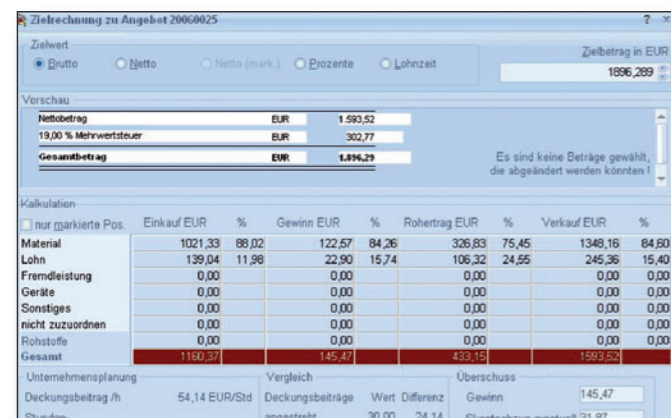 Zielrechnung zu Angebot 20060025 ? ×
Zielwert
Brutto Netto Netto (mark.) Prozente Lohnzeit
Zielbetrag in EUR
1896,289
Vorschau
Nettobetrag EUR 1.593,52
19,00 % Mehrwertsteuer EUR 302,77
Gesamtbetrag EUR 1.896,29
Es sind keine Beträge gewählt,
die abgeändert werden könnten !
Kalkulation
nur markierte Pos. Einkauf EUR % Gewinn EUR % Rohertrag EUR % Verkauf EUR %
Material 1021,33 88,02 122,57 84,26 326,83 75,45 1348,16 84,60
Lohn 139,04 11,98 22,90 15,74 106,32 24,55 245,36 15,40
Fremdleistung 0,00 0,00 0,00 0,00
Geräte 0,00 0,00 0,00 0,00
Sonstiges 0,00 0,00 0,00 0,00
nicht zuzuordnen 0,00 0,00 0,00 0,00
Rohstoffe 0,00 0,00 0,00 0,00
Gesamt 1160,37 145,47 433,15 1593,52
Unternehmensplanung Vergleich Überschuss
Deckungsbeitrag /h 54,14 EUR/Std Deckungsbeiträge Wert Differenz Gewinn 145,47
Stunden angestrebt 30,00 24,14 31,87